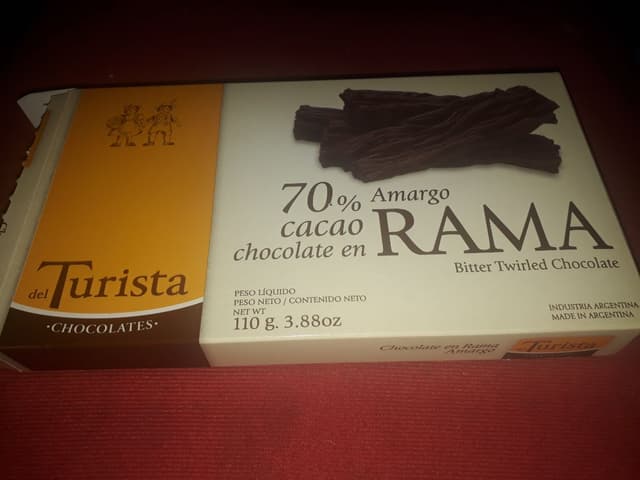 del Turista
·CHOCOLATES·
70% Amargo
cacao
chocolate en RAMA
Bitter Twirled Chocolate
PESO LÍQUIDO
PESO NETO / CONTENIDO NETO
NET WT
110 g. 3.88oz
INDUSTRIA ARGENTINA
MADE IN ARGENTINA
Chocolate en Rama
Amargo
Turista